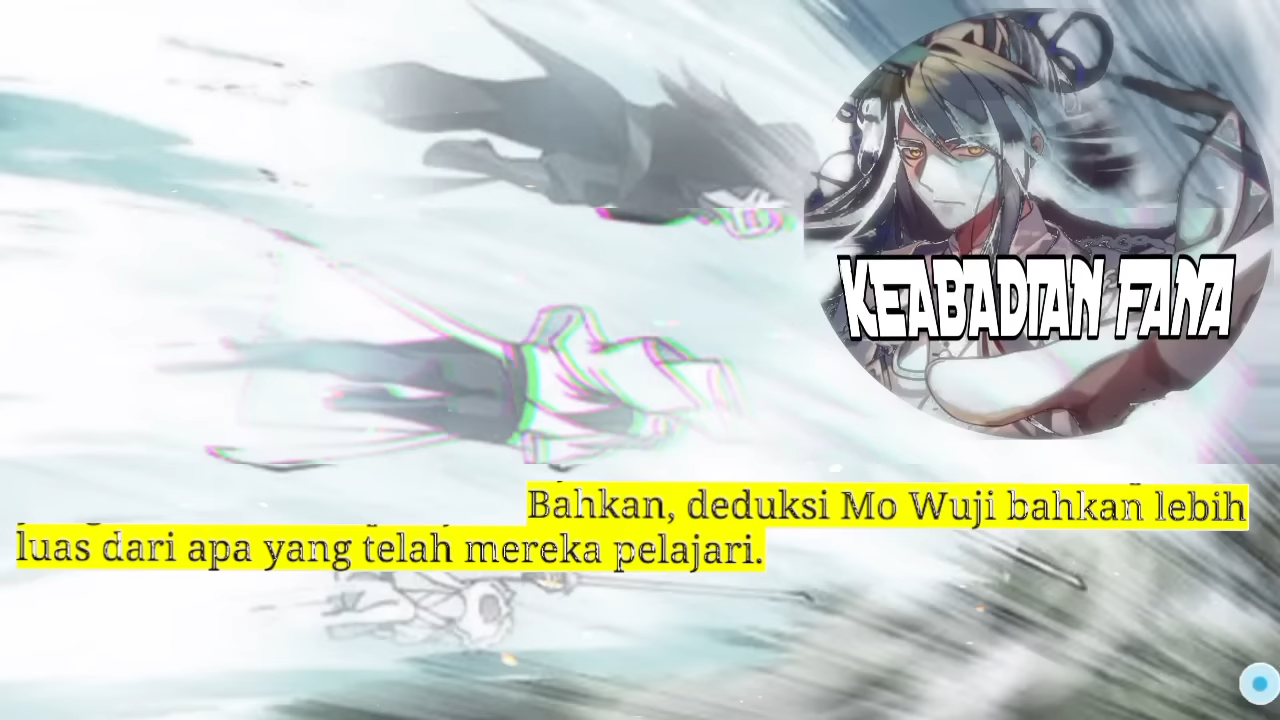 KEABADIAN FANA
Bahkan, deduksi Mo Wuji bahkan lebih
luas dari apa yang telah mereka pelajari.